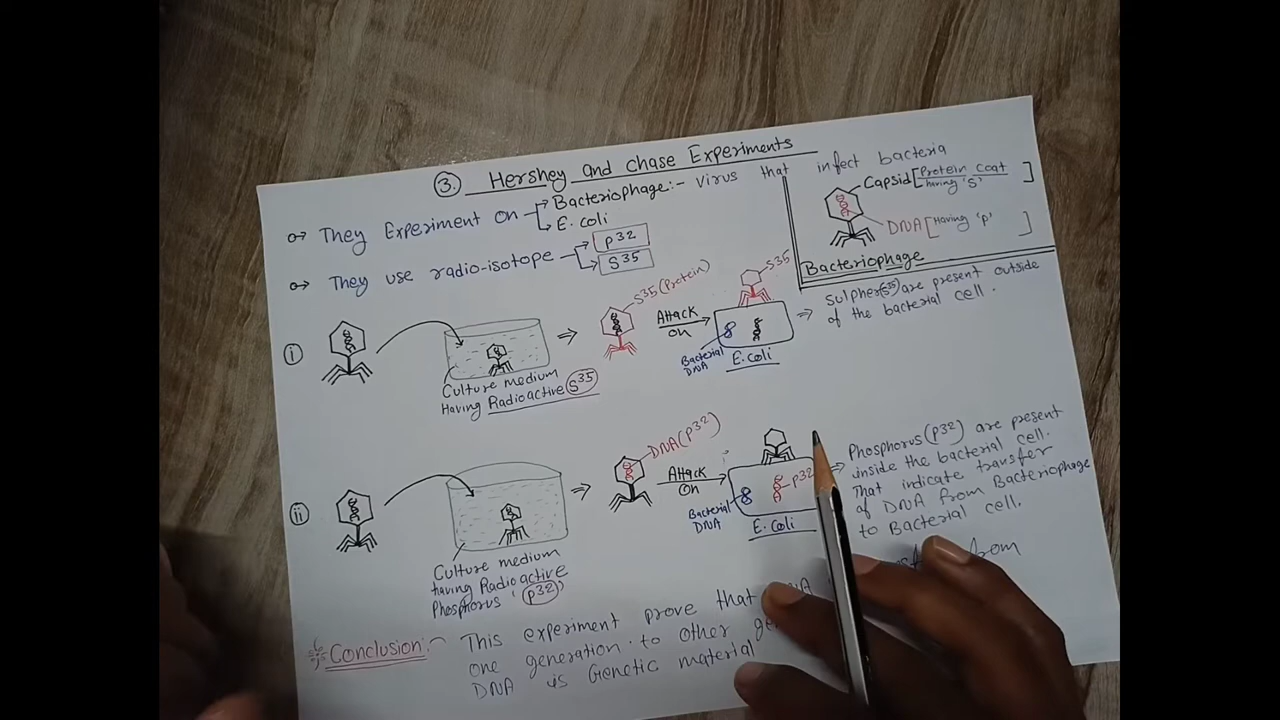 3. Hershey and chase Experiments
They Experiment on
Bacteriophage:- Virus that infect bacteria
E.coli
They use radio-isotope
p32
S35
Capsid [Protein coat having 'S']
DNA [Having 'p']
Bacteriophage
i
Culture medium
Having Radioactive S35
S35 (Protein)
Attack
on
S35
Bacterial
DNA
E.coli
Sulpher(S35) are present outside
of the bacterial cell.
ii
Culture medium
having Radioactive
Phosphorus '(p32)'
DNA(P32)
Attack
on
P32
Bacterial
DNA
E.coli
Phosphorus (p32) are present
inside the bacterial cell.
That indicate transfer
of DNA from Bacteriophage
to Bacterial cell.
Conclusion:- This experiment prove that from
one generation to other
DNA is Genetic material